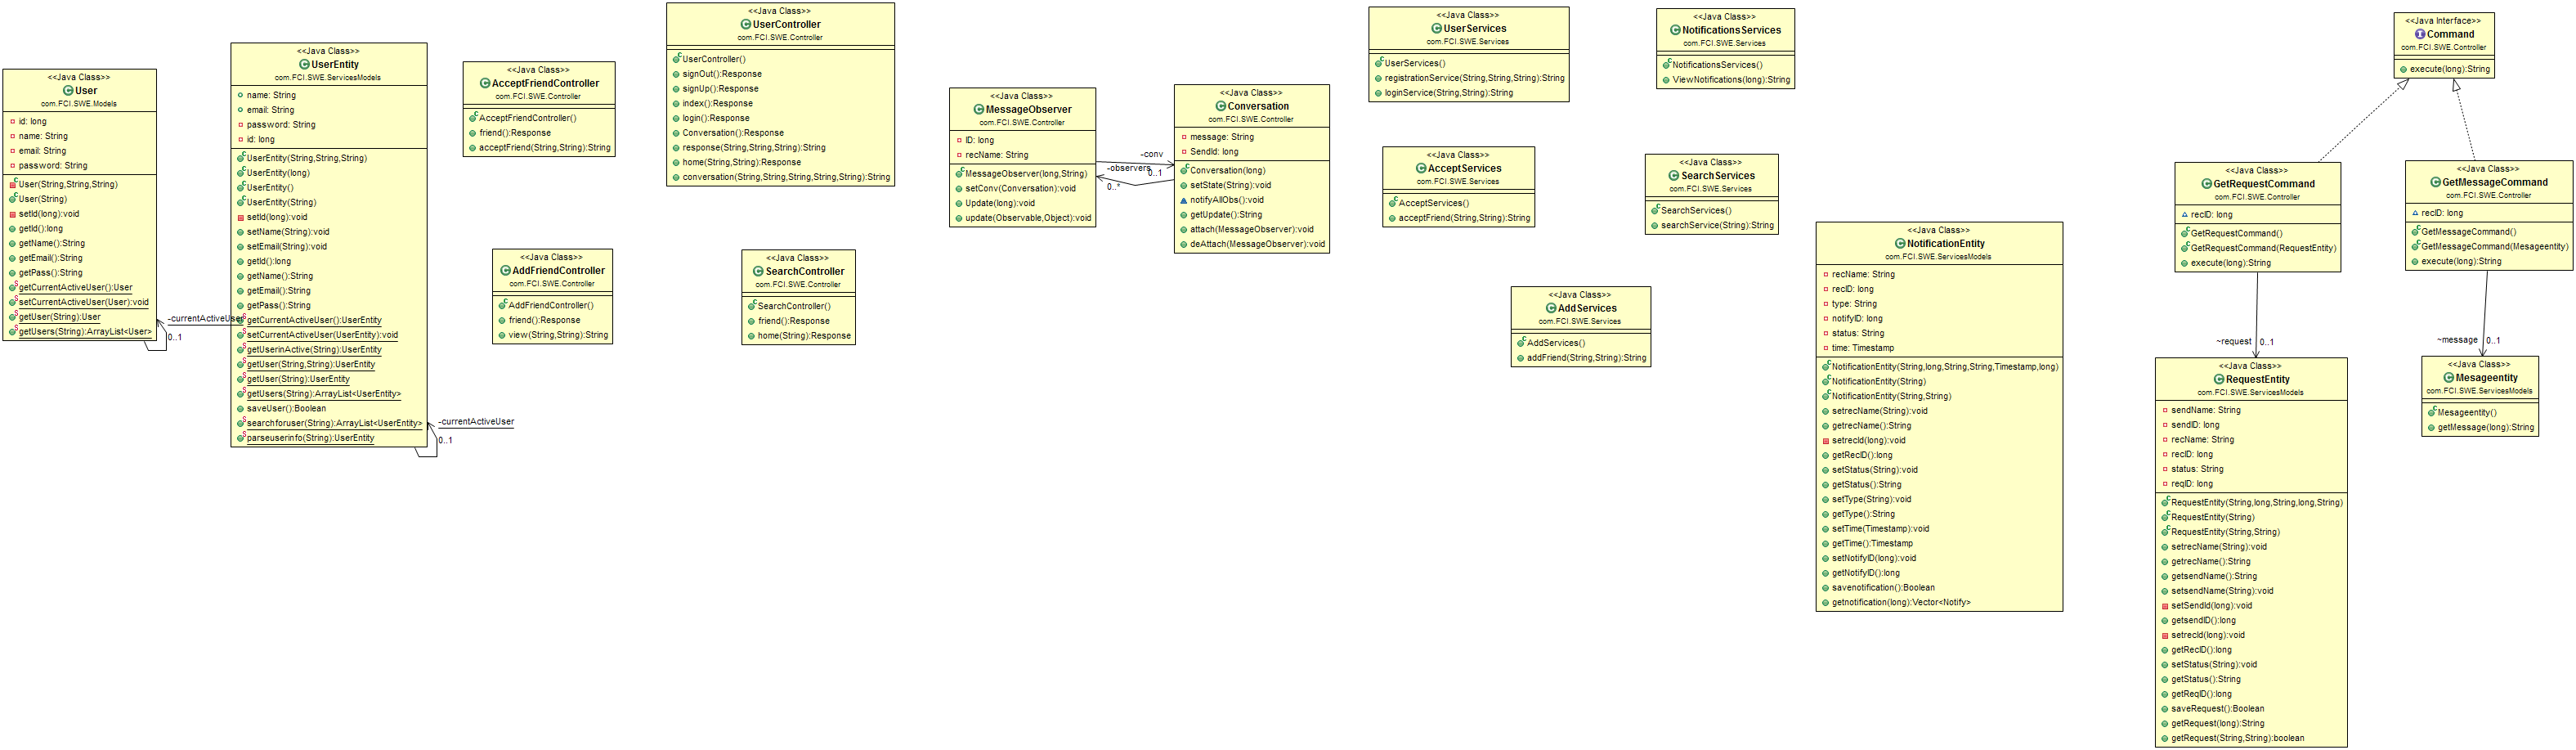 <<Java Class>>
User
com.FCI.SWE.Models
id: long
name: String
email: String
password: String
User(String,String,String)
User(String)
setId(long):void
getId():long
getName():String
getEmail():String
getPass():String
getCurrentActiveUser():User
setCurrentActiveUser(User):void
getUser(String):User
getUsers(String):ArrayList<User>
-currentActiveUser
0..1
<<Java Class>>
UserEntity
com.FCI.SWE.ServicesModels
name: String
email: String
password: String
id: long
UserEntity(String,String,String)
UserEntity(long)
UserEntity()
UserEntity(String)
setId(long):void
setName(String):void
setEmail(String):void
getId():long
getName():String
getEmail():String
getPass():String
getCurrentActiveUser():UserEntity
setCurrentActiveUser(UserEntity):void
getUserinActive(String):UserEntity
getUser(String,String):UserEntity
getUser(String):UserEntity
getUsers(String):ArrayList<UserEntity>
saveUser():Boolean
searchforuser(String):ArrayList<UserEntity>
parseuserinfo(String):UserEntity
-currentActiveUser
0..1
<<Java Class>>
AcceptFriendController
com.FCI.SWE.Controller
AcceptFriendController()
friend():Response
acceptFriend(String,String):String
<<Java Class>>
AddFriendController
com.FCI.SWE.Controller
AddFriendController()
friend():Response
view(String,String):String
<<Java Class>>
UserController
com.FCI.SWE.Controller
UserController()
signOut():Response
signUp():Response
index():Response
login():Response
Conversation():Response
response(String,String,String):String
home(String,String):Response
conversation(String,String,String,String,String):String
<<Java Class>>
SearchController
com.FCI.SWE.Controller
SearchController()
friend():Response
home(String):Response
<<Java Class>>
MessageObserver
com.FCI.SWE.Controller
ID: long
recName: String
MessageObserver(long,String)
setConv(Conversation):void
Update(long):void
update(Observable,Object):void
-conv
0..1
-observers
0..*
<<Java Class>>
Conversation
com.FCI.SWE.Controller
message: String
SendId: long
Conversation(long)
setState(String):void
notifyAllObs():void
getUpdate():String
attach(MessageObserver):void
deAttach(MessageObserver):void
<<Java Class>>
UserServices
com.FCI.SWE.Services
UserServices()
registrationService(String,String,String):String
loginService(String,String):String
<<Java Class>>
AcceptServices
com.FCI.SWE.Services
AcceptServices()
acceptFriend(String,String):String
<<Java Class>>
AddServices
com.FCI.SWE.Services
AddServices()
addFriend(String,String):String
<<Java Class>>
NotificationsServices
com.FCI.SWE.Services
NotificationsServices()
ViewNotifications(long):String
<<Java Class>>
SearchServices
com.FCI.SWE.Services
SearchServices()
searchService(String):String
<<Java Class>>
NotificationEntity
com.FCI.SWE.ServicesModels
recName: String
recID: long
type: String
notifyID: long
status: String
time: Timestamp
NotificationEntity(String,long,String,String,Timestamp,long)
NotificationEntity(String)
NotificationEntity(String,String)
setrecName(String):void
getrecName():String
setrecId(long):void
getRecID():long
setStatus(String):void
getStatus():String
setType(String):void
getType():String
setTime(Timestamp):void
getTime():Timestamp
setNotifyID(long):void
getNotifyID():long
savenotification():Boolean
getnotification(long):Vector<Notify>
<<Java Interface>>
Command
com.FCI.SWE.Controller
execute(long):String
<<Java Class>>
GetRequestCommand
com.FCI.SWE.Controller
recID: long
GetRequestCommand()
GetRequestCommand(RequestEntity)
execute(long):String
~request
0..1
<<Java Class>>
GetMessageCommand
com.FCI.SWE.Controller
recID: long
GetMessageCommand()
GetMessageCommand(Mesageentity)
execute(long):String
~message
0..1
<<Java Class>>
RequestEntity
com.FCI.SWE.ServicesModels
sendName: String
sendID: long
recName: String
recID: long
status: String
reqID: long
RequestEntity(String,long,String,long,String)
RequestEntity(String)
RequestEntity(String,String)
setrecName(String):void
getrecName():String
getsendName():String
setsendName(String):void
setSendId(long):void
getsendID():long
setrecId(long):void
getRecID():long
setStatus(String):void
getStatus():String
getReqID():long
saveRequest():Boolean
getRequest(long):String
getRequest(String,String):boolean
<<Java Class>>
Mesageentity
com.FCI.SWE.ServicesModels
Mesageentity()
getMessage(long):String